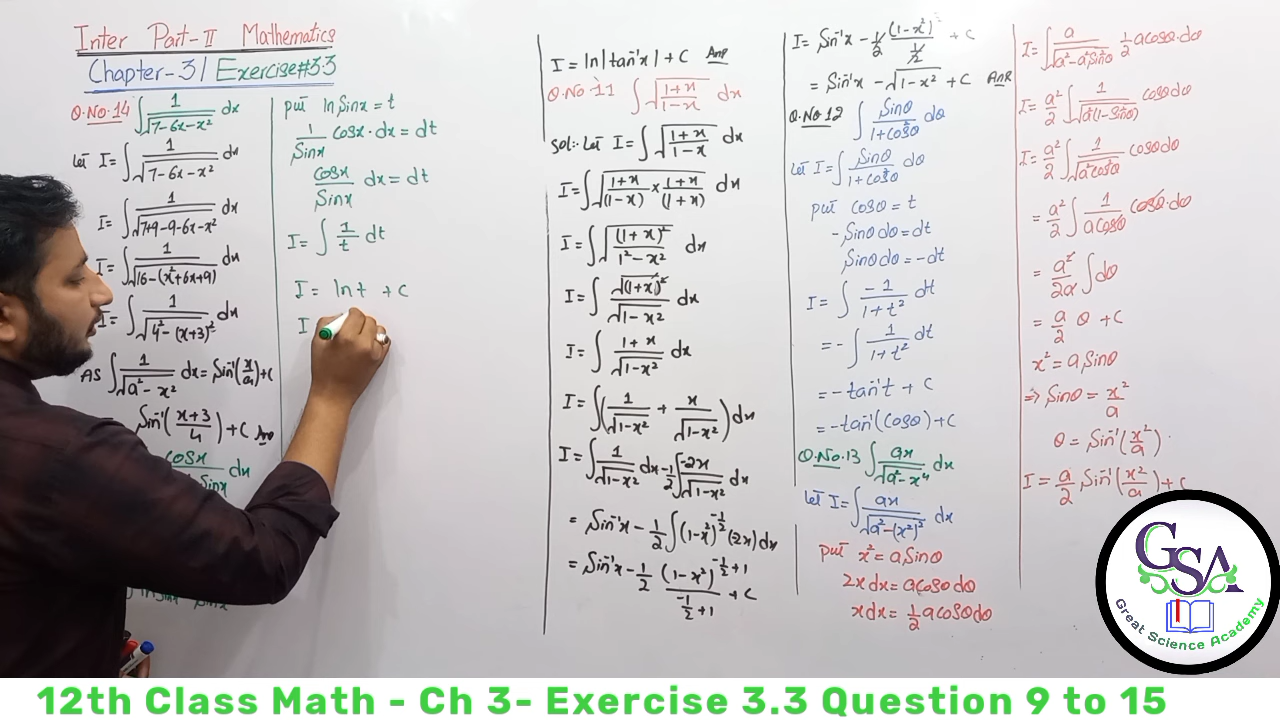 Inter Part-II Mathematics
Chapter-3 | Exercise#3.3
Q.No.14 ∫ 1/√(7-6x-x²) dx
let I = ∫ 1/√(7-6x-x²) dx
I = ∫ 1/√(7+9-9-6x-x²) dx
I = ∫ 1/√(16-(x²+6x+9)) dx
I = ∫ 1/√(4²-(x+3)²) dx
AS ∫ 1/√(a²-x²) dx = Sin⁻¹(x/a)+C
Sin⁻¹((x+3)/4) + C Ans
cosx
Sinx dx
put lnSinx = t
1/Sinx cosx·dx = dt
cosx/Sinx dx = dt
I = ∫ 1/t dt
I = ln t + C
I
I = ln|tan⁻¹x| + C Ans
Q.No.11 ∫ √((1+x)/(1-x)) dx
Sol:- Let I = ∫ √((1+x)/(1-x)) dx
I = ∫ √((1+x)/(1-x) × (1+x)/(1+x)) dx
I = ∫ √((1+x)²/(1²-x²)) dx
I = ∫ √(1+x)²/√(1-x²) dx
I = ∫ (1+x)/√(1-x²) dx
I = ∫ (1/√(1-x²) + x/√(1-x²)) dx
I = ∫ 1/√(1-x²) dx -1/2 ∫ -2x/√(1-x²) dx
= Sin⁻¹x - 1/2 ∫ (1-x²)^(-1/2) (2x) dx
= Sin⁻¹x - 1/2 (1-x²)^(-1/2+1)/(-1/2+1) + C
I = Sin⁻¹x - 1/2 (1-x²)^(1/2)/(1/2) + C
= Sin⁻¹x - √(1-x²) + C Ans
Q.No.12 ∫ Sinθ/(1+cos²θ) dθ
let I = ∫ Sinθ/(1+cos²θ) dθ
put cosθ = t
-Sinθdθ = dt
Sinθdθ = -dt
I = ∫ -1/(1+t²) dt
= -∫ 1/(1+t²) dt
= -tan⁻¹t + C
= -tan⁻¹(cosθ) + C
Q.No.13 ∫ ax/√(a²-x⁴) dx
let I = ∫ ax/√(a²-(x²)²) dx
put x² = a Sinθ
2x dx = a cosθ dθ
x dx = 1/2 a cosθ dθ
I = ∫ a/√(a²-a²Sin²θ) 1/2 a cosθ·dθ
I = a²/2 ∫ 1/√(a²(1-Sin²θ)) cosθ dθ
I = a²/2 ∫ 1/√(a²cos²θ) cosθ dθ
= a²/2 ∫ 1/(a cosθ) cosθ·dθ
= a²/2a ∫ dθ
= a/2 θ + C
x² = a Sinθ
⇒ Sinθ = x²/a
θ = Sin⁻¹(x²/a)
I = a/2 Sin⁻¹(x²/a) + C
GSA
Great Science Academy
12th Class Math - Ch 3- Exercise 3.3 Question 9 to 15